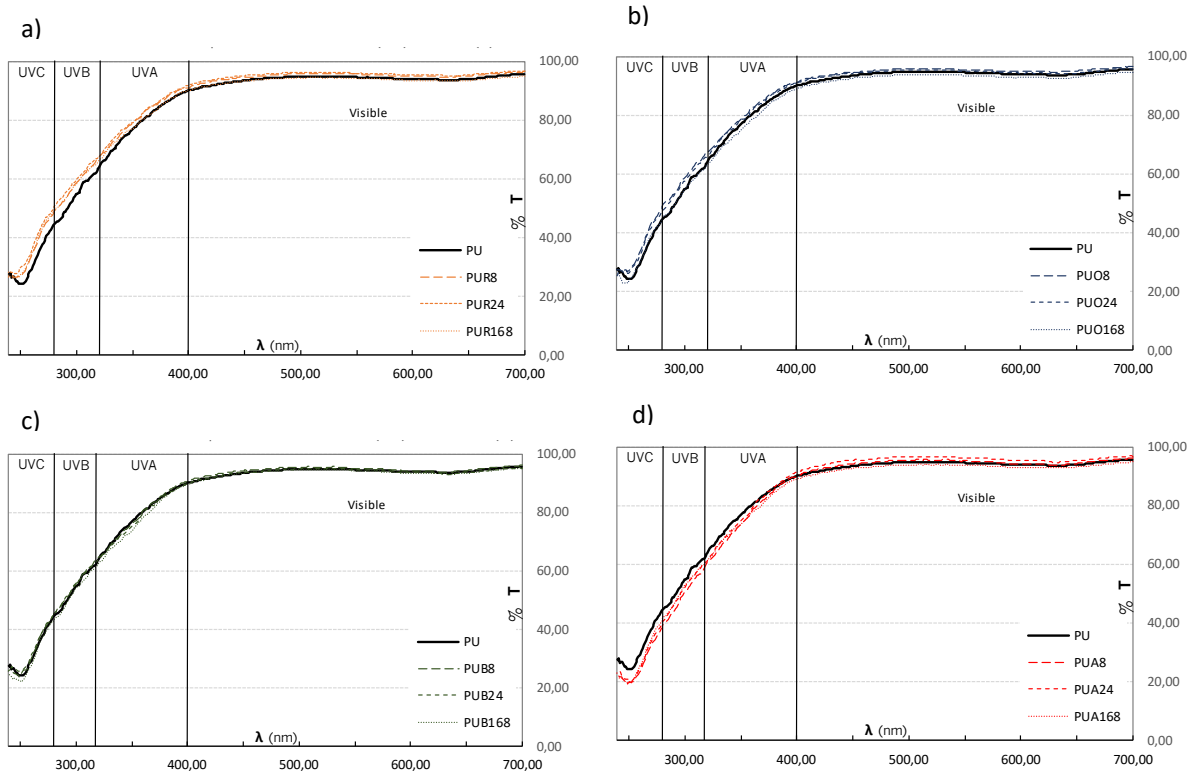 a)
UVC UVB UVA
Visible
PU
PUR8
PUR24
PUR168
λ (nm)
% T
100,00
80,00
60,00
40,00
20,00
0,00
300,00 400,00 500,00 600,00 700,00
b)
UVC UVB UVA
Visible
PU
PUO8
PUO24
PUO168
λ (nm)
% T
100,00
80,00
60,00
40,00
20,00
0,00
300,00 400,00 500,00 600,00 700,00
c)
UVC UVB UVA
Visible
PU
PUB8
PUB24
PUB168
λ (nm)
% T
100,00
80,00
60,00
40,00
20,00
0,00
300,00 400,00 500,00 600,00 700,00
d)
UVC UVB UVA
Visible
PU
PUA8
PUA24
PUA168
λ (nm)
% T
100,00
80,00
60,00
40,00
20,00
0,00
300,00 400,00 500,00 600,00 700,00